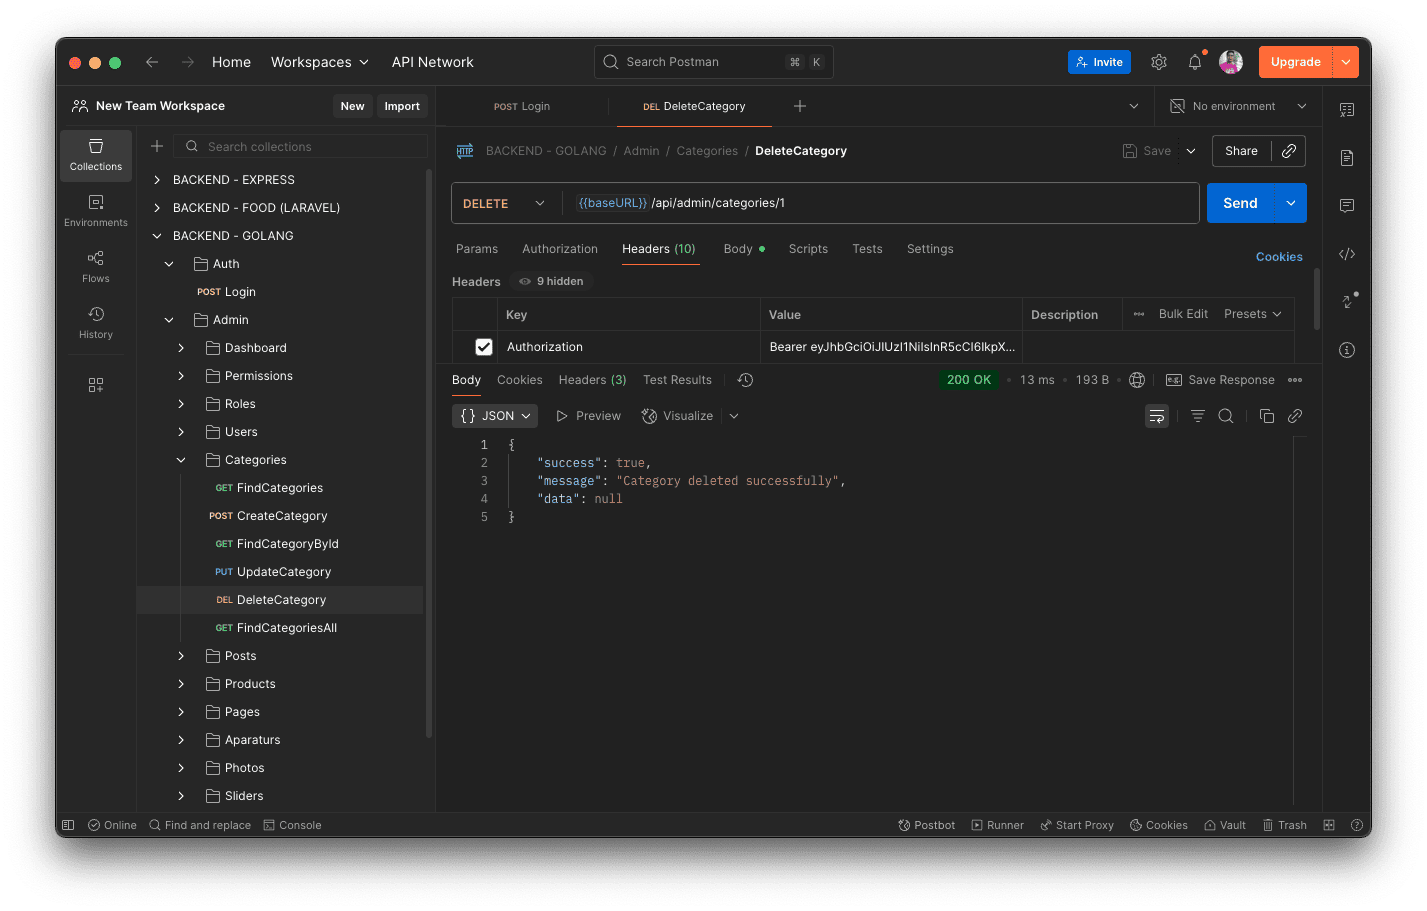 Home Workspaces API Network Search Postman ⌘ K Invite Upgrade
New Team Workspace New Import POST Login DEL DeleteCategory No environment
Collections
Environments
Flows
History
Search collections
BACKEND - EXPRESS
BACKEND - FOOD (LARAVEL)
BACKEND - GOLANG
Auth
POST Login
Admin
Dashboard
Permissions
Roles
Users
Categories
GET FindCategories
POST CreateCategory
GET FindCategoryById
PUT UpdateCategory
DEL DeleteCategory
GET FindCategoriesAll
Posts
Products
Pages
Aparaturs
Photos
Sliders
HTTP BACKEND - GOLANG / Admin / Categories / DeleteCategory Save Share
DELETE {{baseURL}} /api/admin/categories/1 Send
Params Authorization Headers (10) Body Scripts Tests Settings Cookies
Headers 9 hidden
Key Value Description Bulk Edit Presets
Authorization Bearer eyJhbGciOiJIUzI1NiIsInR5cCI6IkpX...
Body Cookies Headers (3) Test Results 200 OK 13 ms 193 B e.g. Save Response
{} JSON Preview Visualize
1 {
2 "success": true,
3 "message": "Category deleted successfully",
4 "data": null
5 }
Online Find and replace Console Postbot Runner Start Proxy Cookies Vault Trash